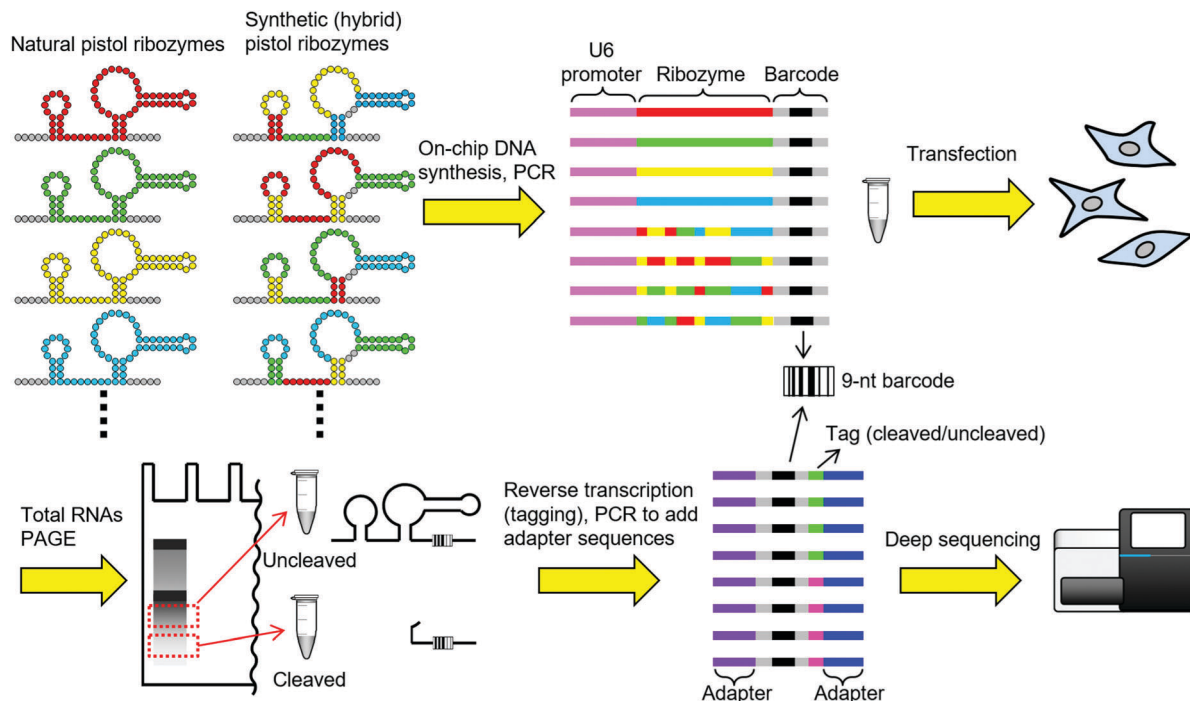 Natural pistol ribozymes
Synthetic (hybrid)
pistol ribozymes
On-chip DNA
synthesis, PCR
U6
promoter
Ribozyme
Barcode
Transfection
9-nt barcode
Tag (cleaved/uncleaved)
Total RNAs
PAGE
Uncleaved
Cleaved
Reverse transcription
(tagging), PCR to add
adapter sequences
Adapter
Adapter
Deep sequencing